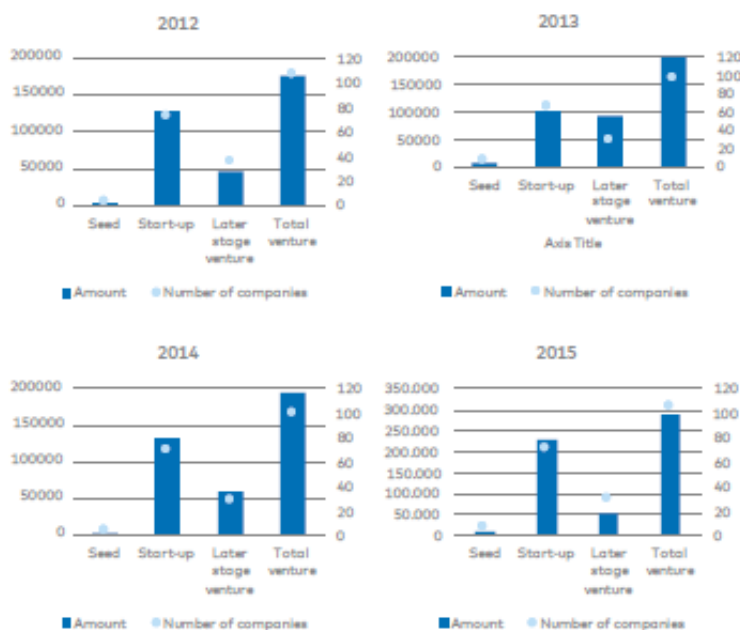 2012
200000
150000
100000
50000
0
120
100
80
60
40
20
0
Seed
Start-up
Later
stage
venture
Total
venture
Amount
Number of companies
2013
200000
150000
100000
50000
0
120
100
80
60
40
20
0
Seed
Start-up
Later
stage
venture
Total
venture
Axis Title
Amount
Number of companies
2014
200000
150000
100000
50000
0
120
100
80
60
40
20
0
Seed
Start-up
Later
stage
venture
Total
venture
Amount
Number of companies
2015
350.000
300.000
250.000
200.000
150.000
100.000
50.000
0
120
100
80
60
40
20
0
Seed
Start-up
Later
stage
venture
Total
venture
Amount
Number of companies